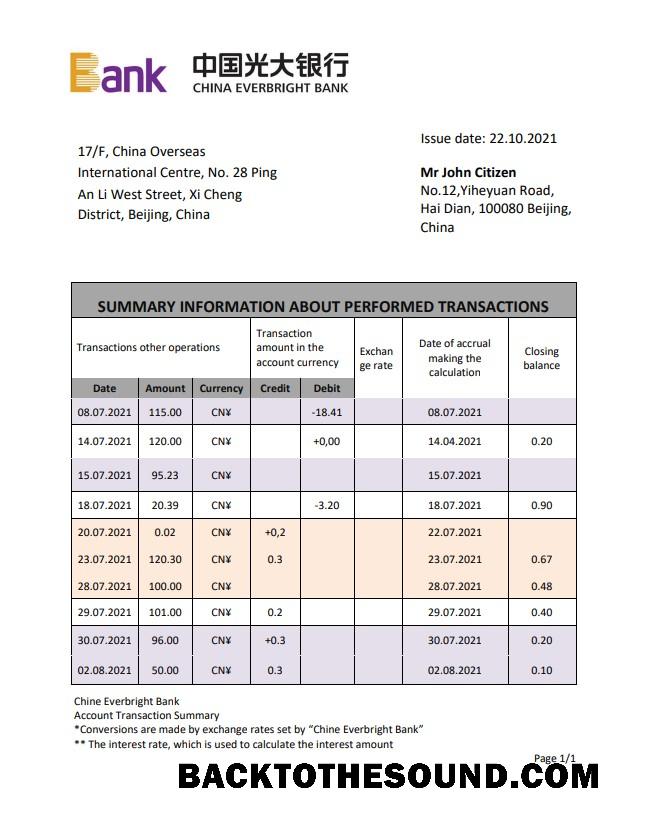 Bank 中国光大银行
CHINA EVERBRIGHT BANK
Issue date: 22.10.2021
17/F, China Overseas
International Centre, No. 28 Ping
An Li West Street, Xi Cheng
District, Beijing, China
Mr John Citizen
No.12,Yiheyuan Road,
Hai Dian, 100080 Beijing,
China
SUMMARY INFORMATION ABOUT PERFORMED TRANSACTIONS
Transactions other operations
Transaction
amount in the
account currency
Exchan
ge rate
Date of accrual
making the
calculation
Closing
balance
Date Amount Currency Credit Debit
08.07.2021 115.00 CN¥ -18.41 08.07.2021
14.07.2021 120.00 CN¥ +0,00 14.04.2021 0.20
15.07.2021 95.23 CN¥ 15.07.2021
18.07.2021 20.39 CN¥ -3.20 18.07.2021 0.90
20.07.2021 0.02 CN¥ +0,2 22.07.2021
23.07.2021 120.30 CN¥ 0.3 23.07.2021 0.67
28.07.2021 100.00 CN¥ 28.07.2021 0.48
29.07.2021 101.00 CN¥ 0.2 29.07.2021 0.40
30.07.2021 96.00 CN¥ +0.3 30.07.2021 0.20
02.08.2021 50.00 CN¥ 0.3 02.08.2021 0.10
Chine Everbright Bank
Account Transaction Summary
*Conversions are made by exchange rates set by “Chine Everbright Bank”
** The interest rate, which is used to calculate the interest amount
Page 1/1
BACKTOTHESOUND.COM